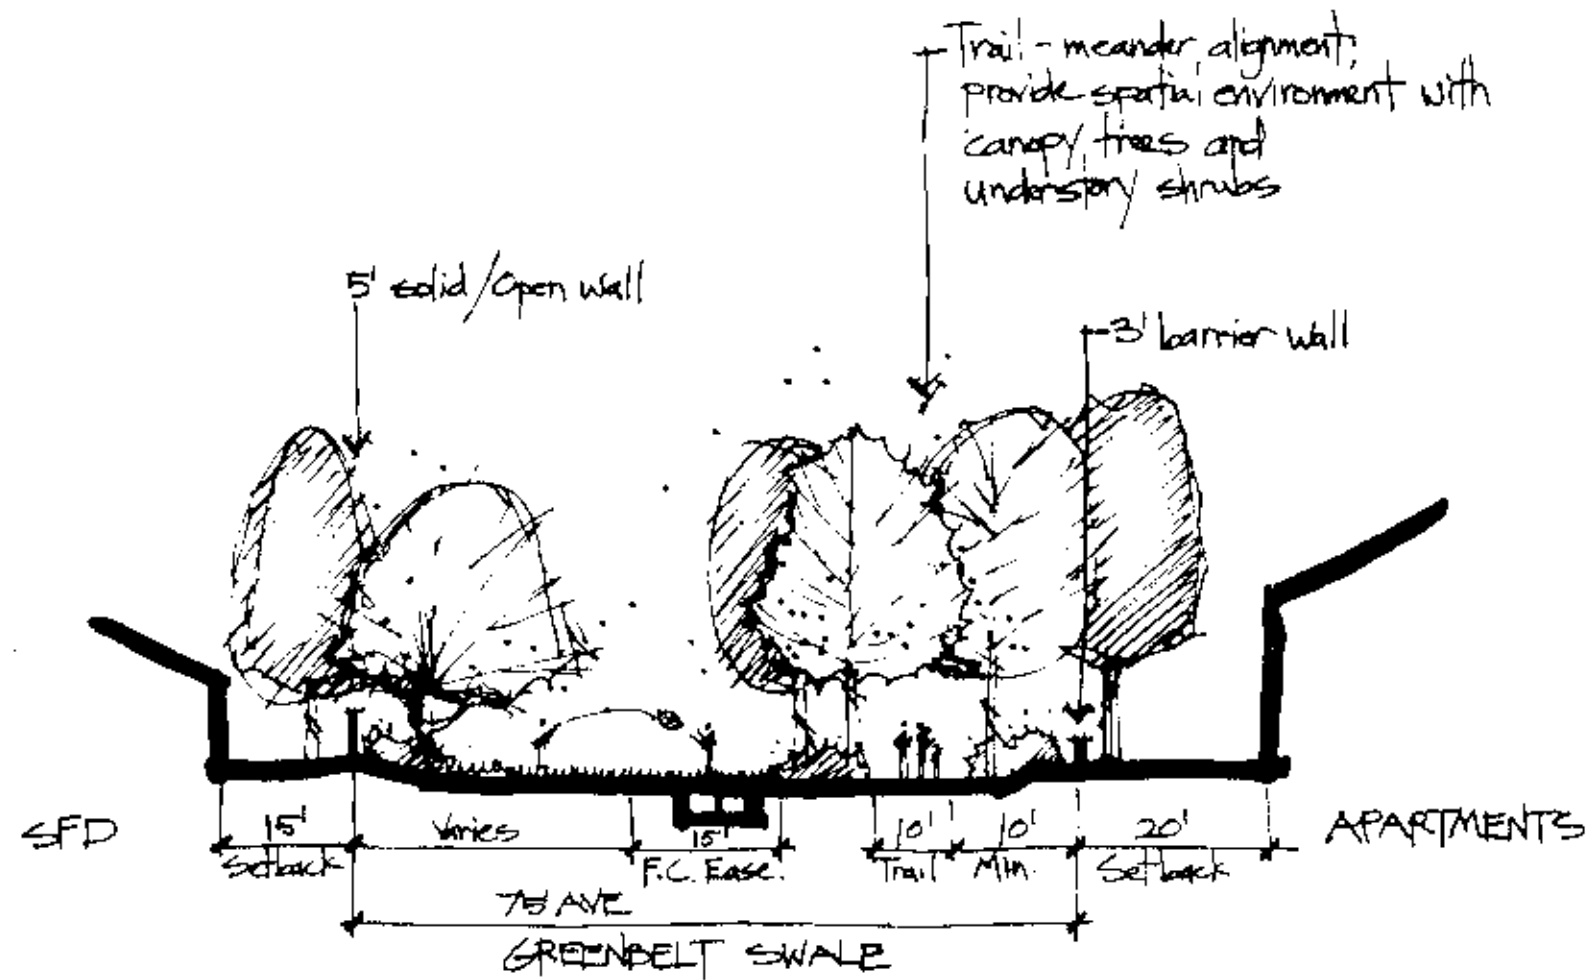 Trail - meander alignment;
provide spatial environment with
canopy trees and
understory shrubs
5' solid/Open Wall
3' barrier wall
SFD
15'
Setback
Varies
15'
F.C. Ease.
10'
Trail
10'
Min.
20'
Setback
APARTMENTS
75 AVE
GREENBELT SWALE